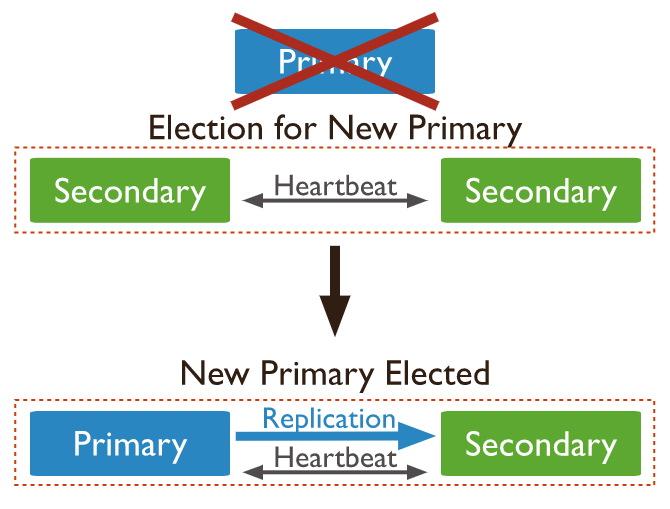 Primary
Election for New Primary
Secondary
Heartbeat
Secondary
New Primary Elected
Primary
Replication
Heartbeat
Secondary